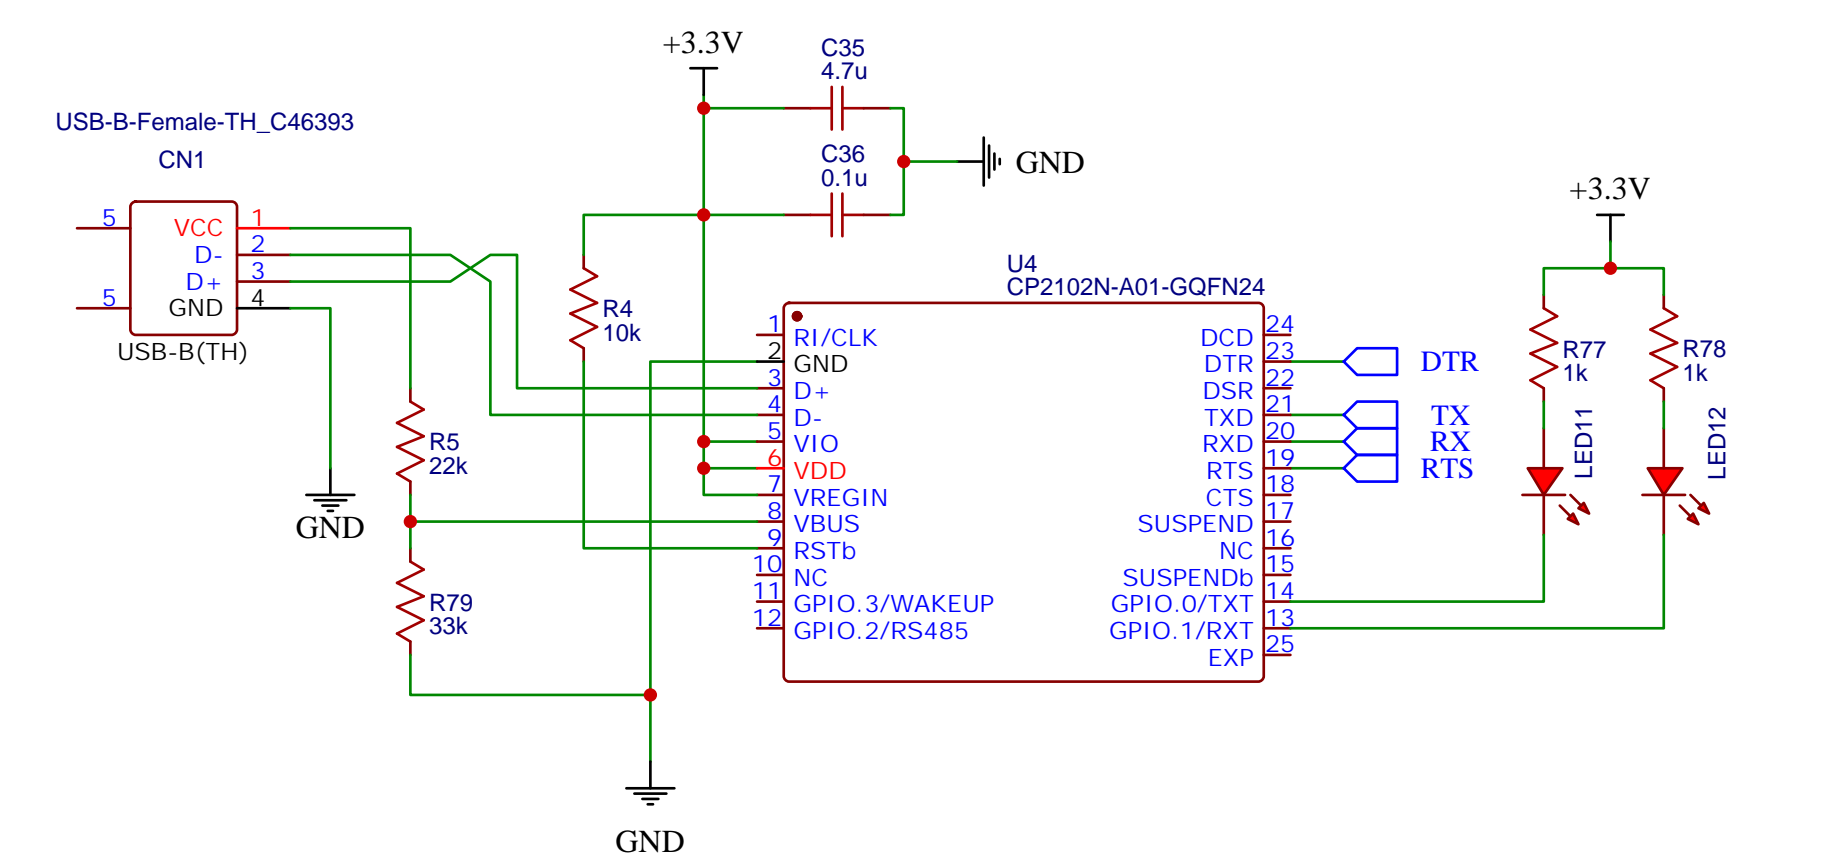 +3.3V
C35
4.7u
USB-B-Female-TH_C46393
CN1
C36
0.1u
GND
+3.3V
5
VCC
1
D-
2
D+
3
5
GND
4
USB-B(TH)
R4
10k
U4
CP2102N-A01-GQFN24
1
RI/CLK
2
GND
3
D+
4
D-
5
VIO
6
VDD
7
VREGIN
8
VBUS
9
RSTb
10
NC
11
GPIO.3/WAKEUP
12
GPIO.2/RS485
DCD
24
DTR
23
DSR
22
TXD
21
RXD
20
RTS
19
CTS
18
SUSPEND
17
NC
16
SUSPENDb
15
GPIO.0/TXT
14
GPIO.1/RXT
13
EXP
25
DTR
TX
RX
RTS
R77
1k
R78
1k
LED11
LED12
R5
22k
GND
R79
33k
GND